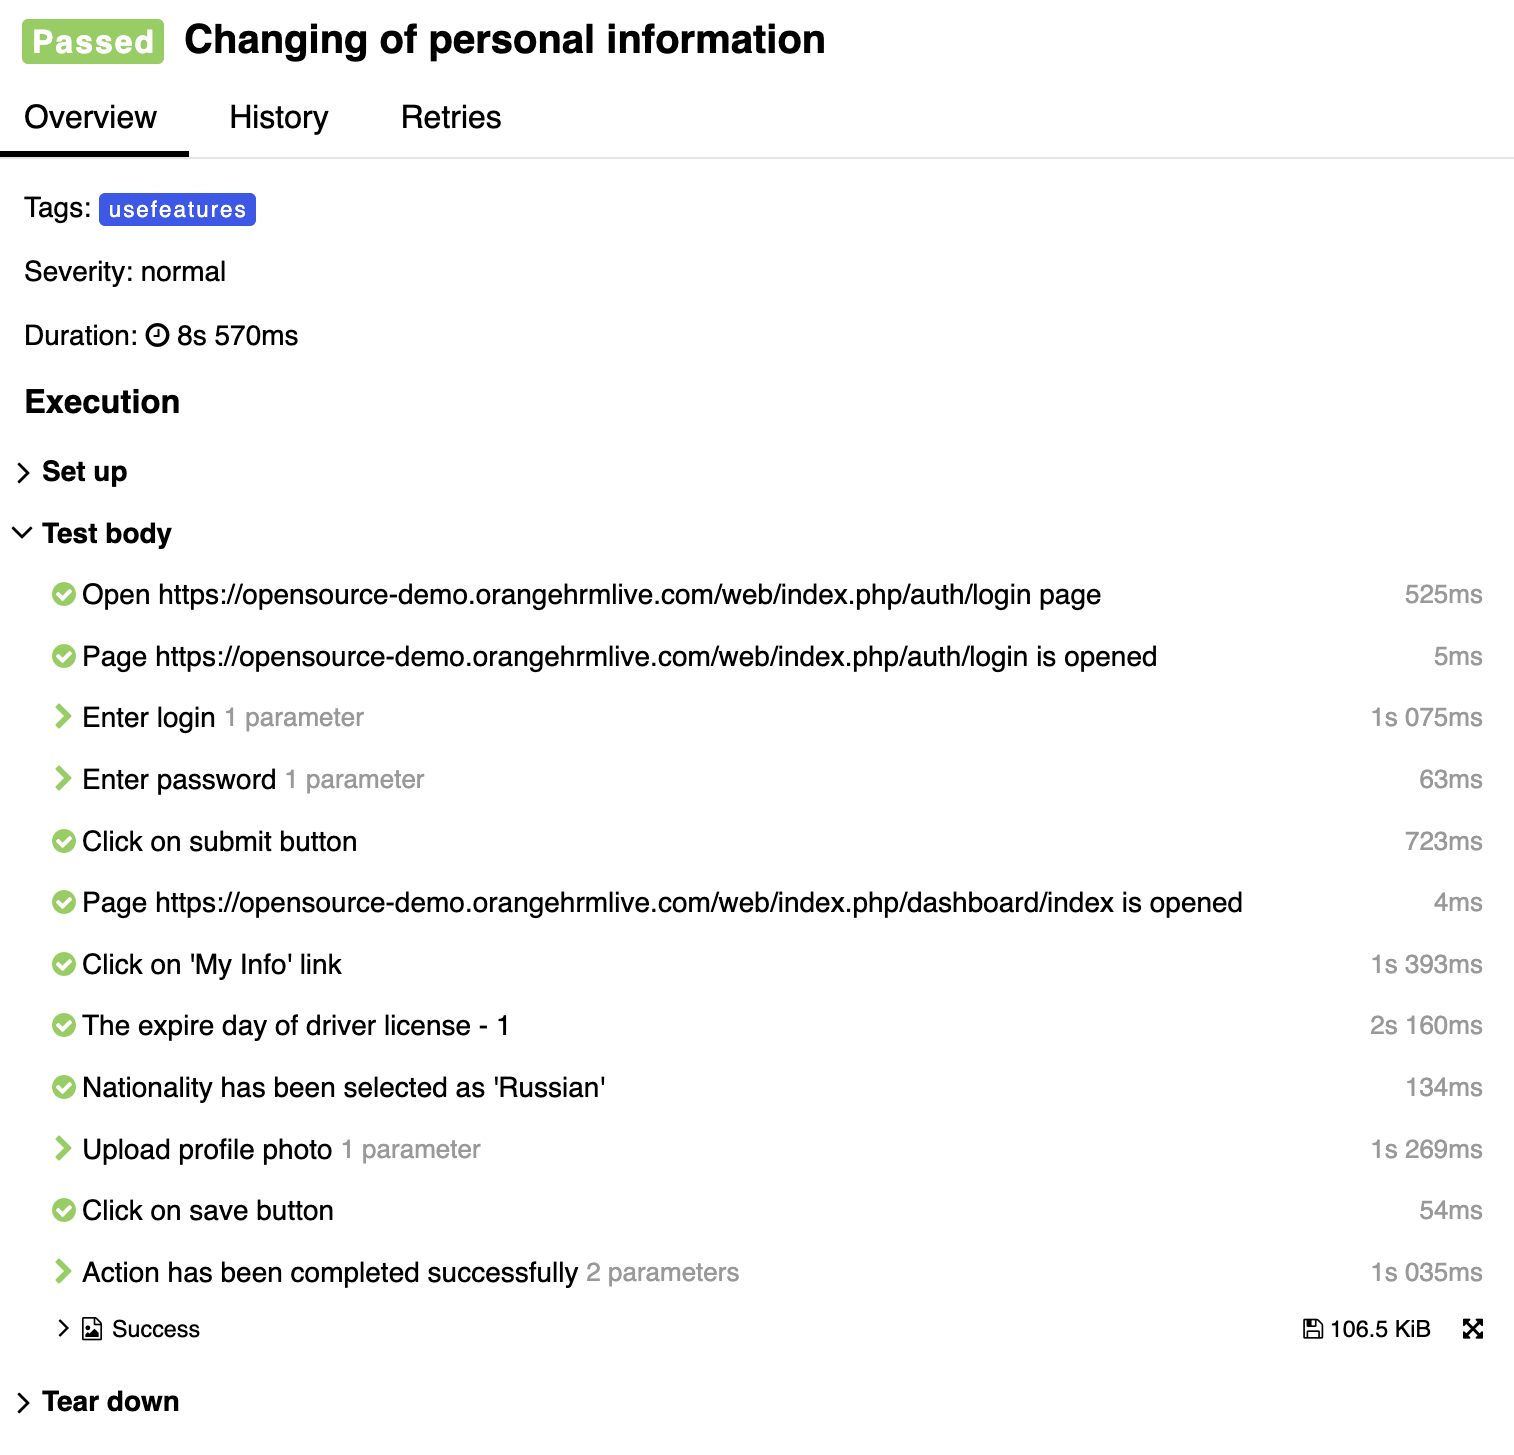 Passed Changing of personal information
Overview History Retries
Tags: usefeatures
Severity: normal
Duration: 8s 570ms
Execution
Set up
Test body
Open https://opensource-demo.orangehrmlive.com/web/index.php/auth/login page 525ms
Page https://opensource-demo.orangehrmlive.com/web/index.php/auth/login is opened 5ms
Enter login 1 parameter 1s 075ms
Enter password 1 parameter 63ms
Click on submit button 723ms
Page https://opensource-demo.orangehrmlive.com/web/index.php/dashboard/index is opened 4ms
Click on 'My Info' link 1s 393ms
The expire day of driver license - 1 2s 160ms
Nationality has been selected as 'Russian' 134ms
Upload profile photo 1 parameter 1s 269ms
Click on save button 54ms
Action has been completed successfully 2 parameters 1s 035ms
Success 106.5 KiB
Tear down